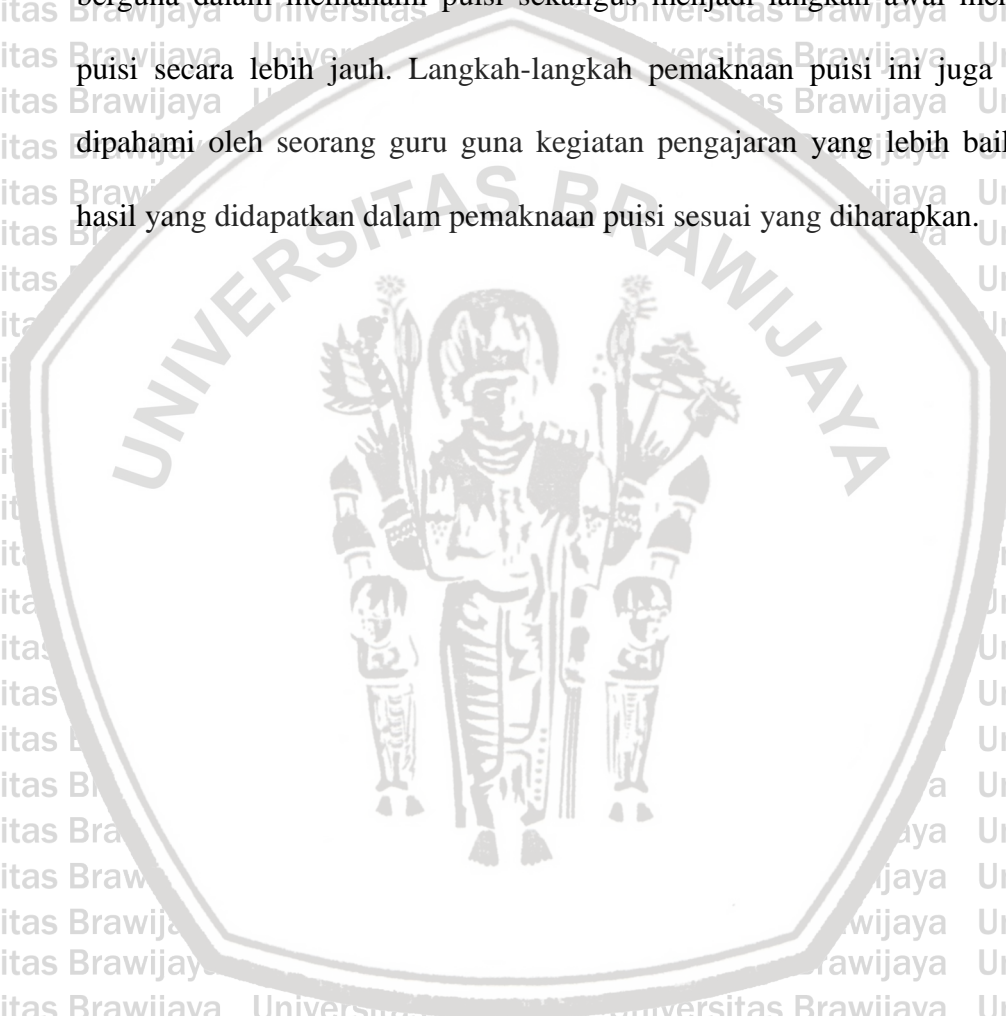 berguna dalam memahami puisi sekaligus menjadi langkah awal
puisi secara lebih jauh. Langkah-langkah pemaknaan puisi ini juga
dipahami oleh seorang guru guna kegiatan pengajaran yang lebih
hasil yang didapatkan dalam pemaknaan puisi sesuai yang diharapkan.
UNIVERSITAS BRAWIJAYA